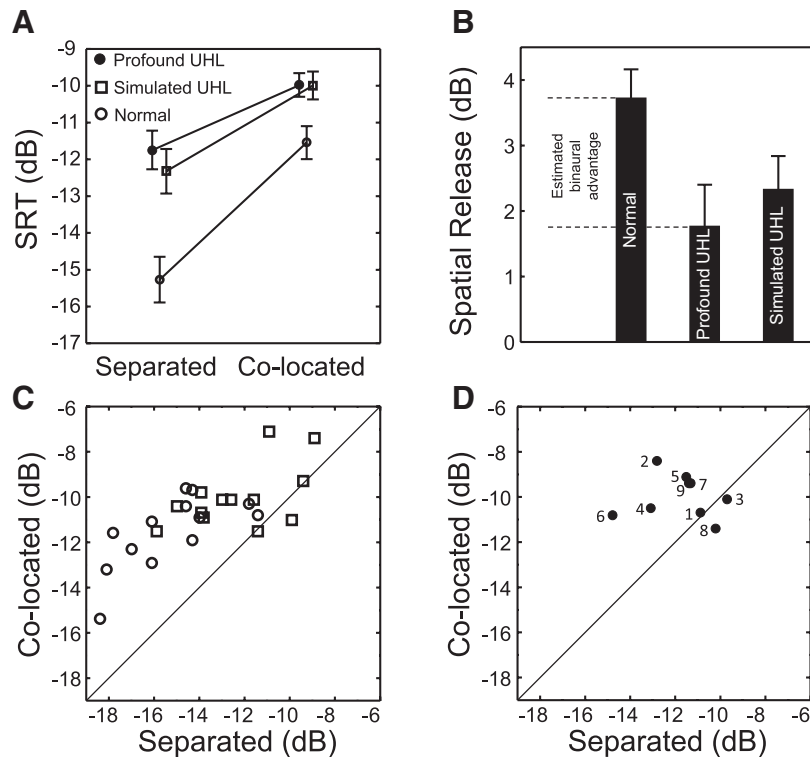 A
-9
-10
-11
-12
-13
-14
-15
-16
-17
SRT (dB)
Profound UHL
Simulated UHL
Normal
Separated Co-located
B
4
2
0
Spatial Release (dB)
Estimated
binaural
advantage
Normal
Profound UHL
Simulated UHL
C
-6
-8
-10
-12
-14
-16
-18
Co-located (dB)
-18 -16 -14 -12 -10 -8 -6
Separated (dB)
D
-6
-8
-10
-12
-14
-16
-18
Co-located (dB)
2
5
9 7
4
3
6
1
8
-18 -16 -14 -12 -10 -8 -6
Separated (dB)